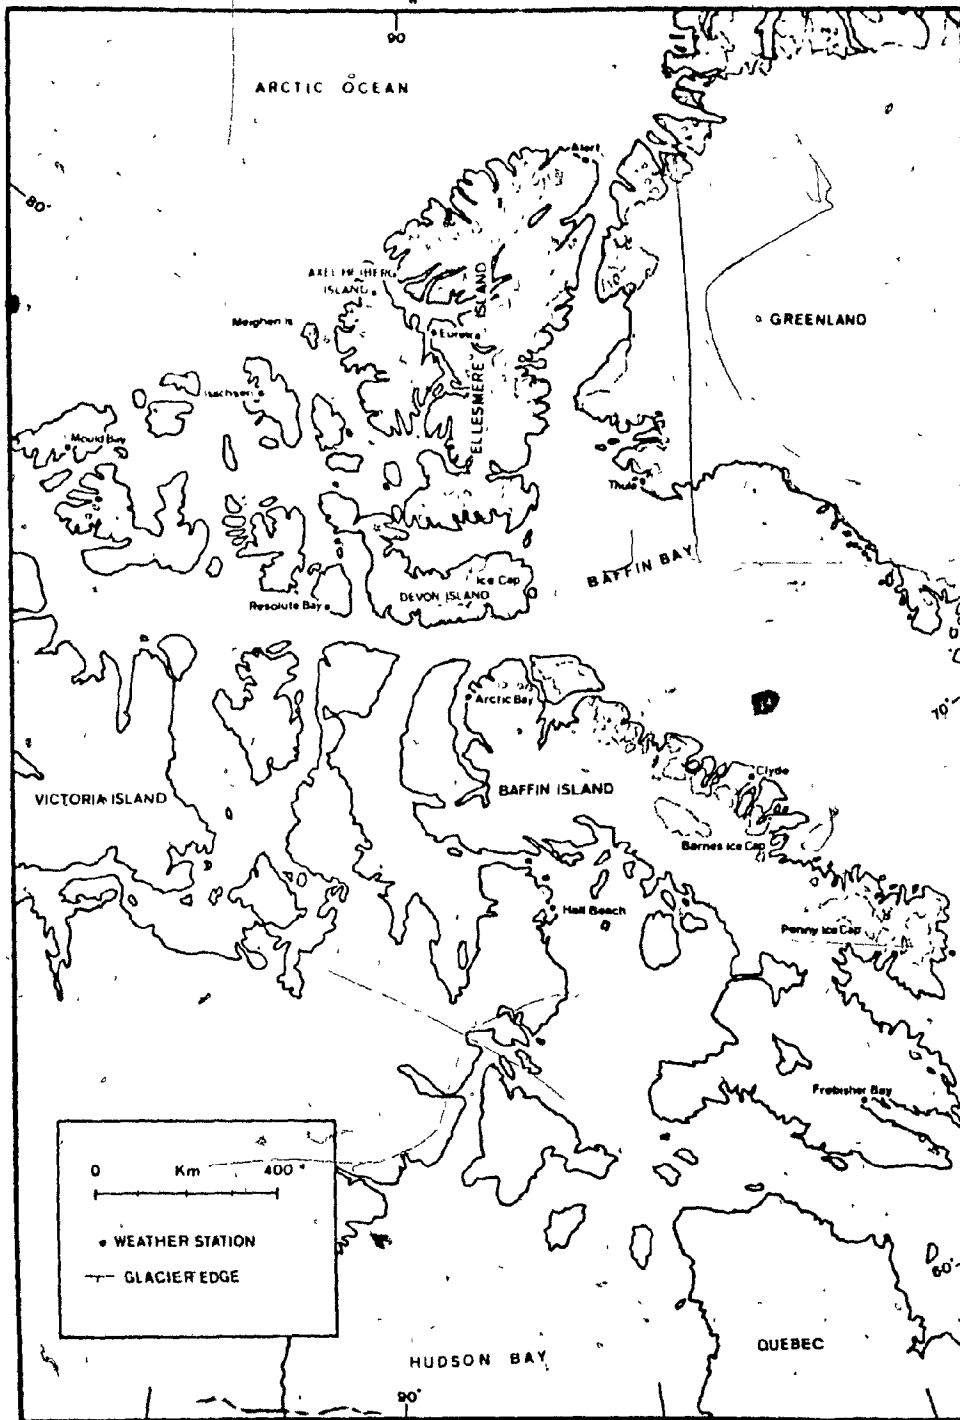 90
ARCTIC OCEAN
Alert
80°
AXEL HEIBERG
ISLAND
Meighen Is
Eureka
GREENLAND
ELLESMERE ISLAND
Isachsen
Mould Bay
Thule
BAFFIN BAY
Ice Cap
DEVON ISLAND
Resolute Bay
Arctic Bay
70°
Clyde
VICTORIA ISLAND
BAFFIN ISLAND
Barnes Ice Cap
Hall Beach
Penny Ice Cap
Frobisher Bay
0 Km 400
WEATHER STATION
GLACIER EDGE
60°
QUEBEC
HUDSON BAY
90°